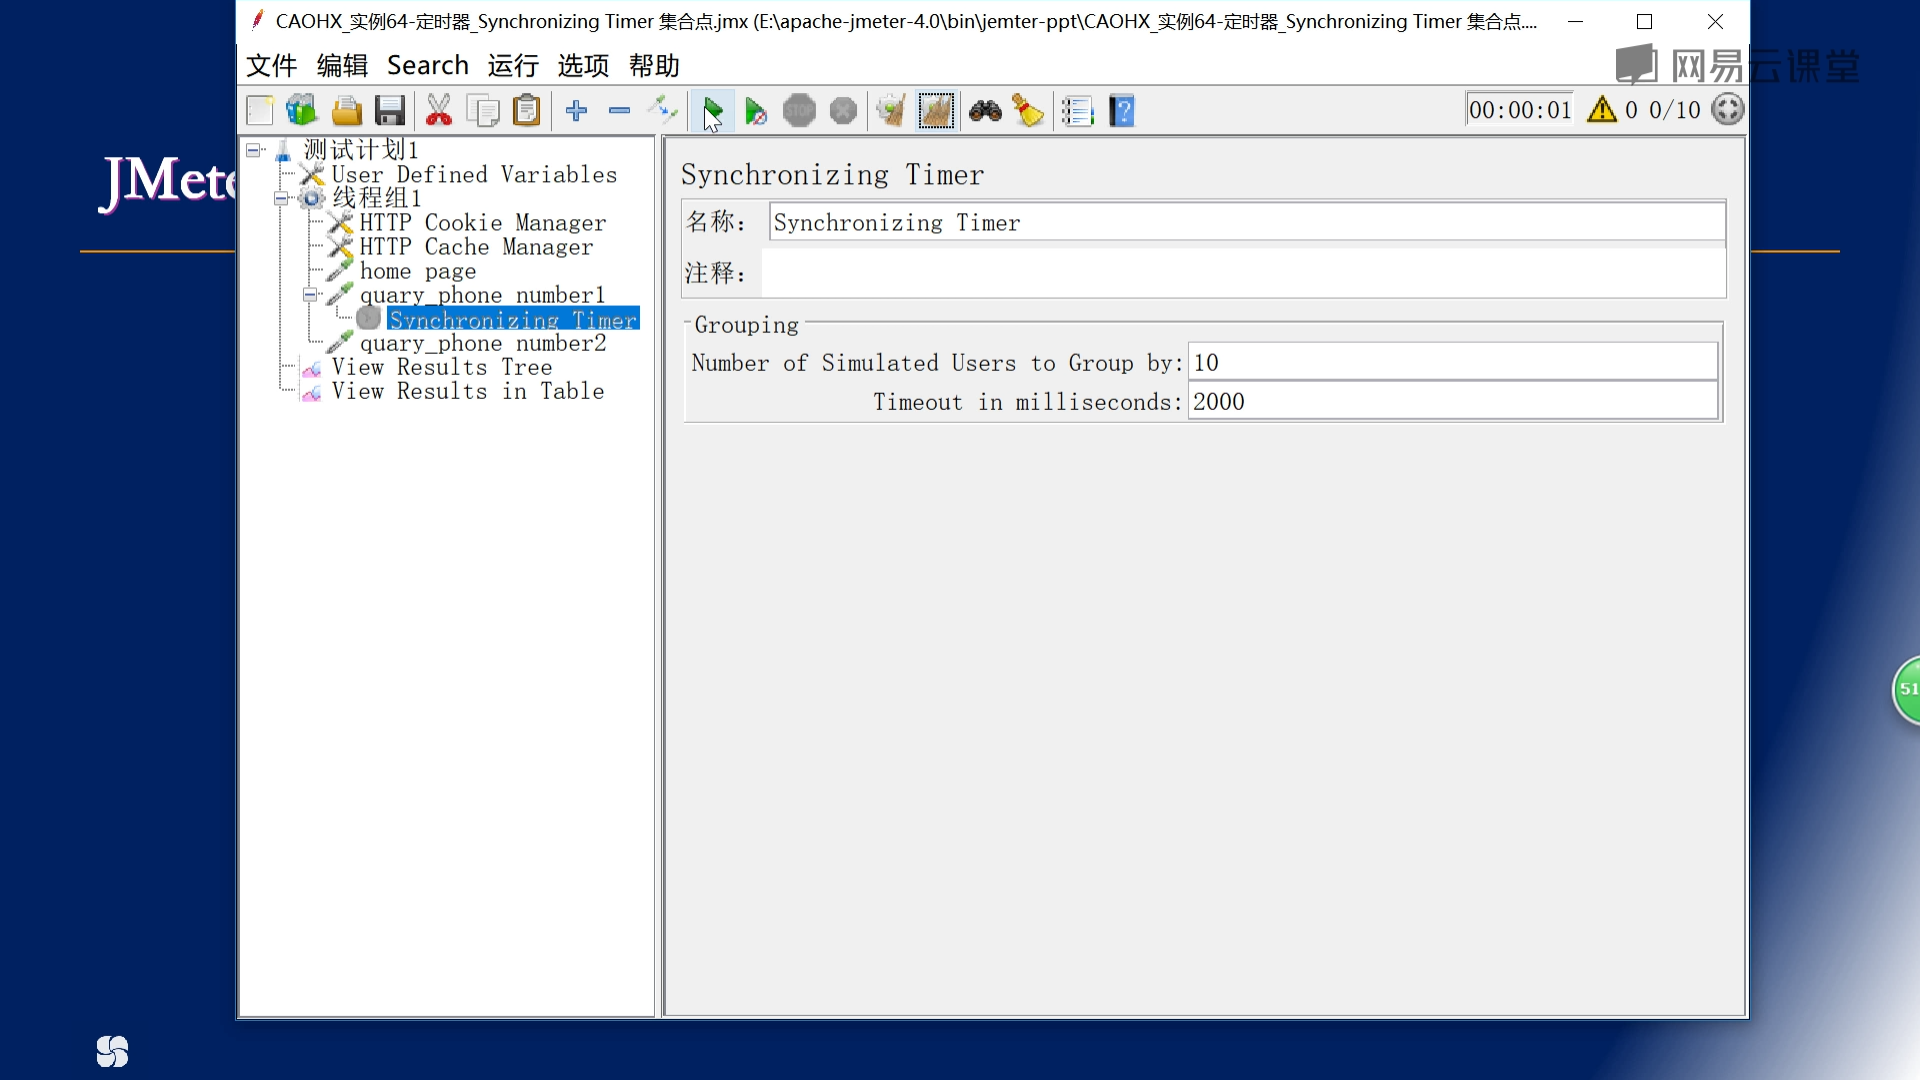 CAOHX_实例64-定时器_Synchronizing Timer 集合点.jmx (E:\apache-jmeter-4.0\bin\jemter-ppt\CAOHX_实例64-定时器_Synchronizing Timer 集合点....
文件 编辑 Search 运行 选项 帮助
网易云课堂
STOP
00:00:01 0 0/10
JMete
测试计划1
User Defined Variables
线程组1
HTTP Cookie Manager
HTTP Cache Manager
home page
quary_phone number1
Synchronizing Timer
quary_phone number2
View Results Tree
View Results in Table
Synchronizing Timer
名称: Synchronizing Timer
注释:
Grouping
Number of Simulated Users to Group by: 10
Timeout in milliseconds: 2000
51